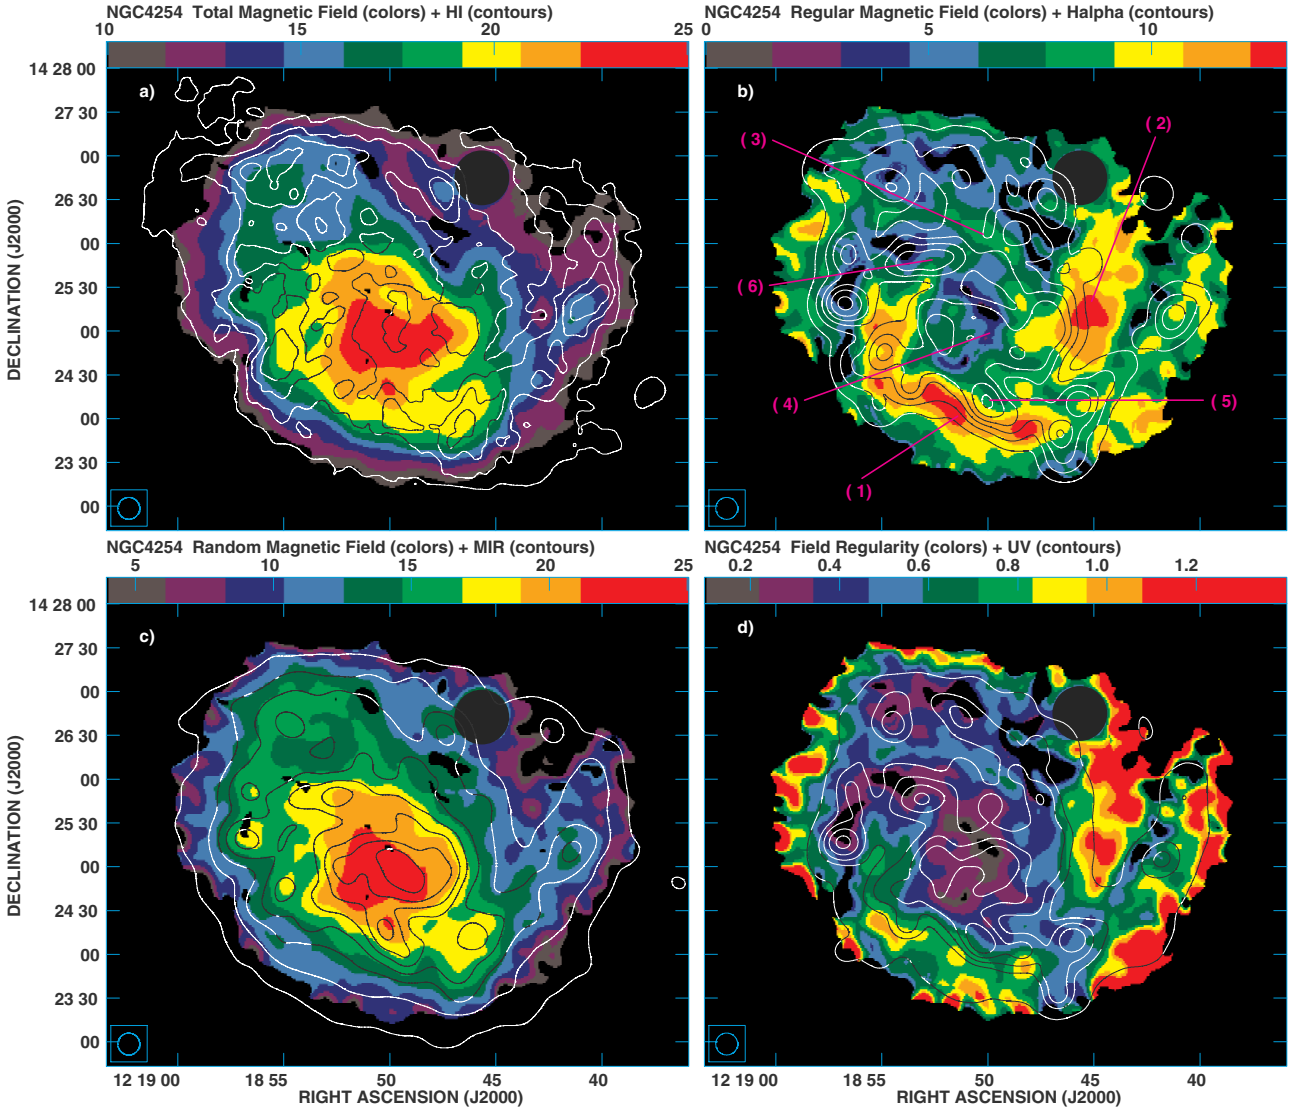 NGC4254 Total Magnetic Field (colors) + HI (contours)
10 15 20 25
NGC4254 Regular Magnetic Field (colors) + Halpha (contours)
0 5 10
a)
b)
( 3 )
( 2 )
( 6 )
( 4 )
( 5 )
( 1 )
14 28 00
27 30
00
26 30
00
25 30
00
24 30
00
23 30
00
DECLINATION (J2000)
NGC4254 Random Magnetic Field (colors) + MIR (contours)
5 10 15 20 25
NGC4254 Field Regularity (colors) + UV (contours)
0.2 0.4 0.6 0.8 1.0 1.2
c)
d)
14 28 00
27 30
00
26 30
00
25 30
00
24 30
00
23 30
00
DECLINATION (J2000)
12 19 00 18 55 50 45 40
RIGHT ASCENSION (J2000)
12 19 00 18 55 50 45 40
RIGHT ASCENSION (J2000)